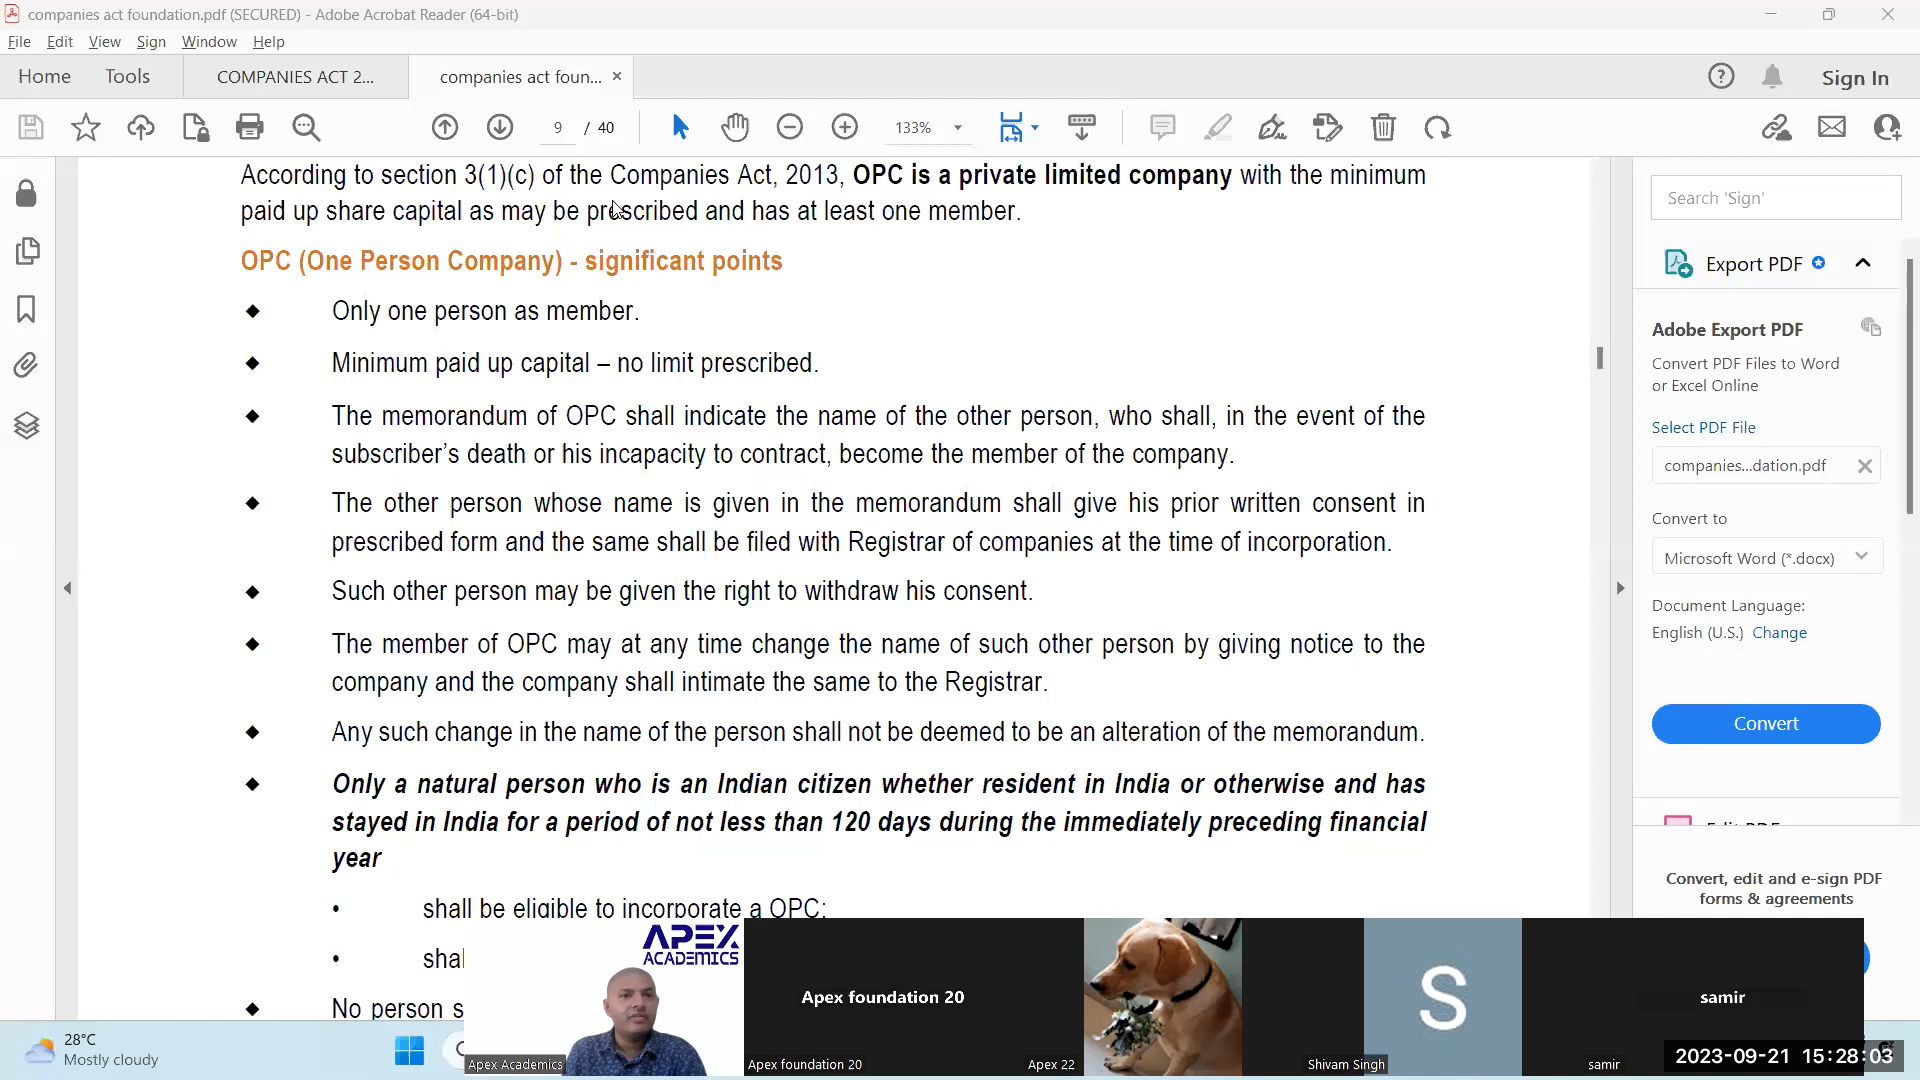 companies act foundation.pdf (SECURED) - Adobe Acrobat Reader (64-bit)
File Edit View Sign Window Help
Home Tools COMPANIES ACT 2... companies act foun... Sign In
9 / 40 133%
According to section 3(1)(c) of the Companies Act, 2013, OPC is a private limited company with the minimum
paid up share capital as may be prescribed and has at least one member.
OPC (One Person Company) - significant points
Only one person as member.
Minimum paid up capital – no limit prescribed.
The memorandum of OPC shall indicate the name of the other person, who shall, in the event of the
subscriber's death or his incapacity to contract, become the member of the company.
The other person whose name is given in the memorandum shall give his prior written consent in
prescribed form and the same shall be filed with Registrar of companies at the time of incorporation.
Such other person may be given the right to withdraw his consent.
The member of OPC may at any time change the name of such other person by giving notice to the
company and the company shall intimate the same to the Registrar.
Any such change in the name of the person shall not be deemed to be an alteration of the memorandum.
Only a natural person who is an Indian citizen whether resident in India or otherwise and has
stayed in India for a period of not less than 120 days during the immediately preceding financial
year
shall be eligible to incorporate a OPC;
shal
No person s
Search 'Sign'
Export PDF
Adobe Export PDF
Convert PDF Files to Word
or Excel Online
Select PDF File
companies...dation.pdf
Convert to
Microsoft Word (*.docx)
Document Language:
English (U.S.) Change
Convert
Edit PDF
Convert, edit and e-sign PDF
forms & agreements
APEX
ACADEMICS
Apex foundation 20
S
samir
Apex Academics
Apex foundation 20
Apex 22
Shivam Singh
samir
28°C
Mostly cloudy
2023-09-21 15:28:03